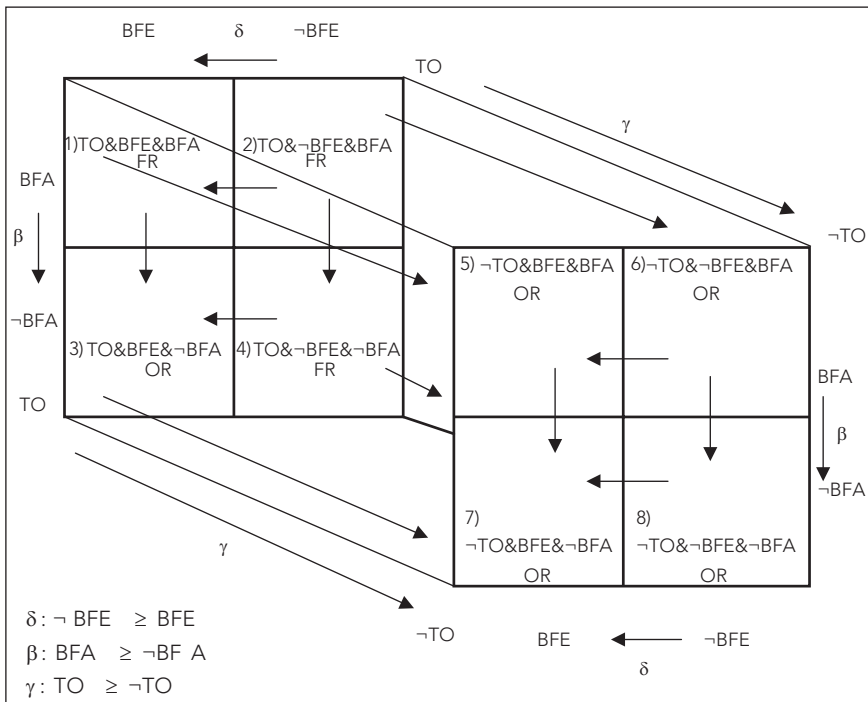 BFE δ ¬BFE
TO
γ
1)TO&BFE&BFA
FR
2)TO&¬BFE&BFA
FR
BFA
β
¬BFA
3)TO&BFE&¬BFA
OR
4)TO&¬BFE&¬BFA
FR
TO
¬TO
5) ¬TO&BFE&BFA
OR
6)¬TO&¬BFE&BFA
OR
BFA
β
¬BFA
7)
¬TO&BFE&¬BFA
OR
8)
¬TO&¬BFE&¬BFA
OR
γ
¬TO
BFE ¬BFE
δ
δ: ¬ BFE ≥ BFE
β: BFA ≥ ¬BF A
γ: TO ≥ ¬TO